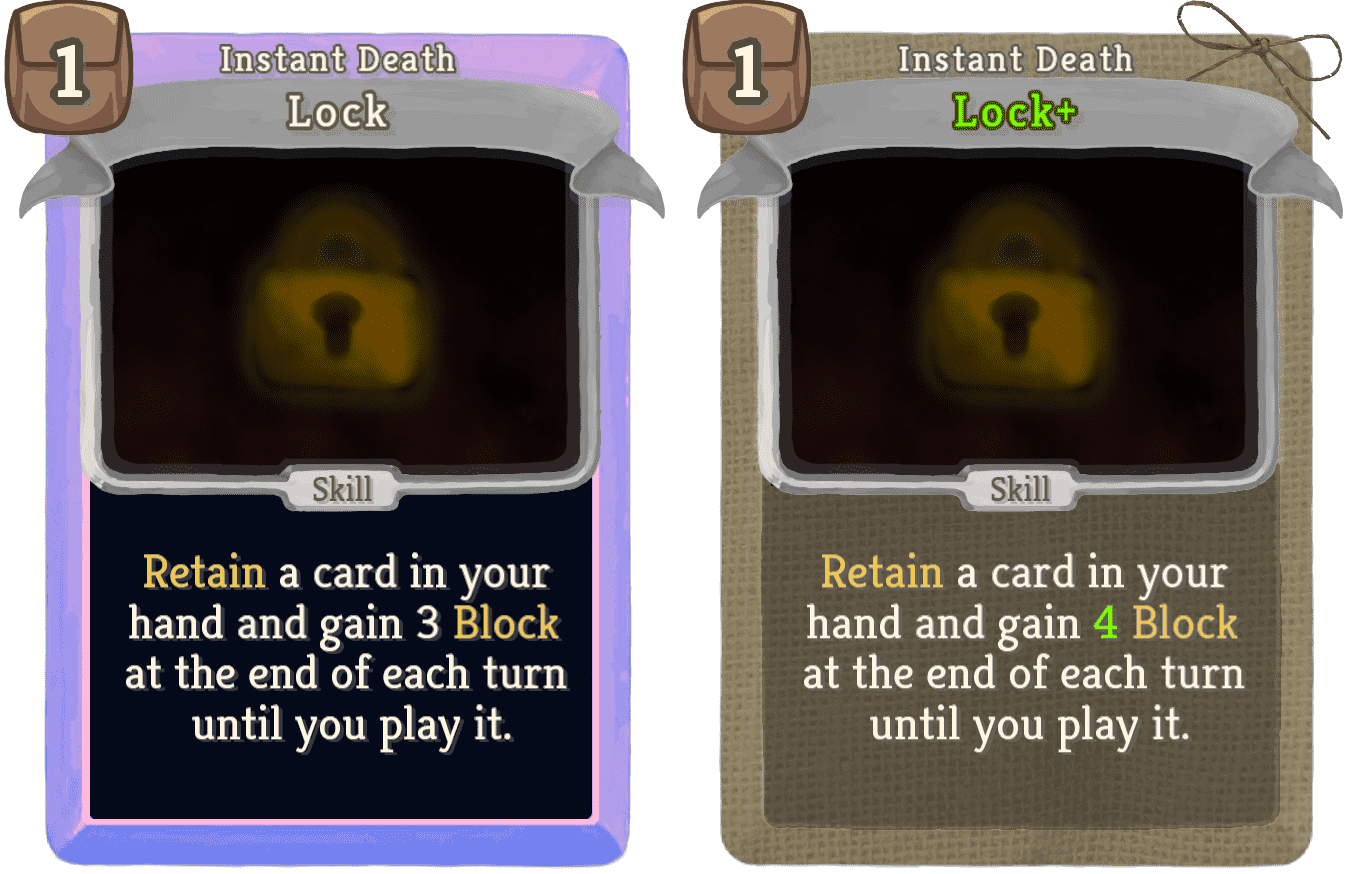 1
Instant Death
Lock
Skill
Retain a card in your
hand and gain 3 Block
at the end of each turn
until you play it.
1
Instant Death
Lock+
Skill
Retain a card in your
hand and gain 4 Block
at the end of each turn
until you play it.